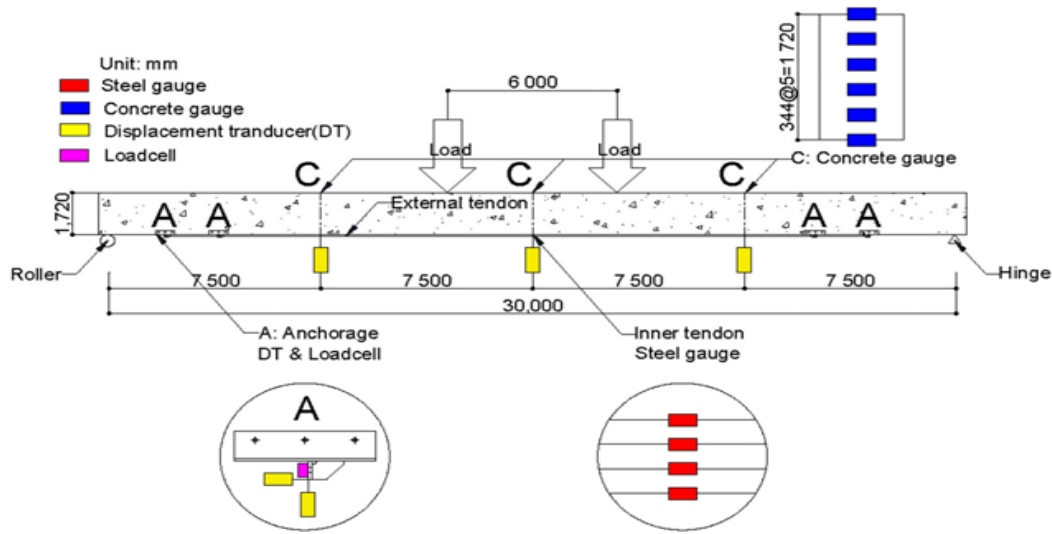 Unit: mm
Steel gauge
Concrete gauge
Displacement tranducer(DT)
Loadcell
6 000
344@5=1 720
Load
Load
C
C
C
C: Concrete gauge
1,720
A
A
External tendon
A
A
Roller
Hinge
7 500
7 500
7 500
7 500
30,000
A: Anchorage
DT & Loadcell
Inner tendon
Steel gauge
A